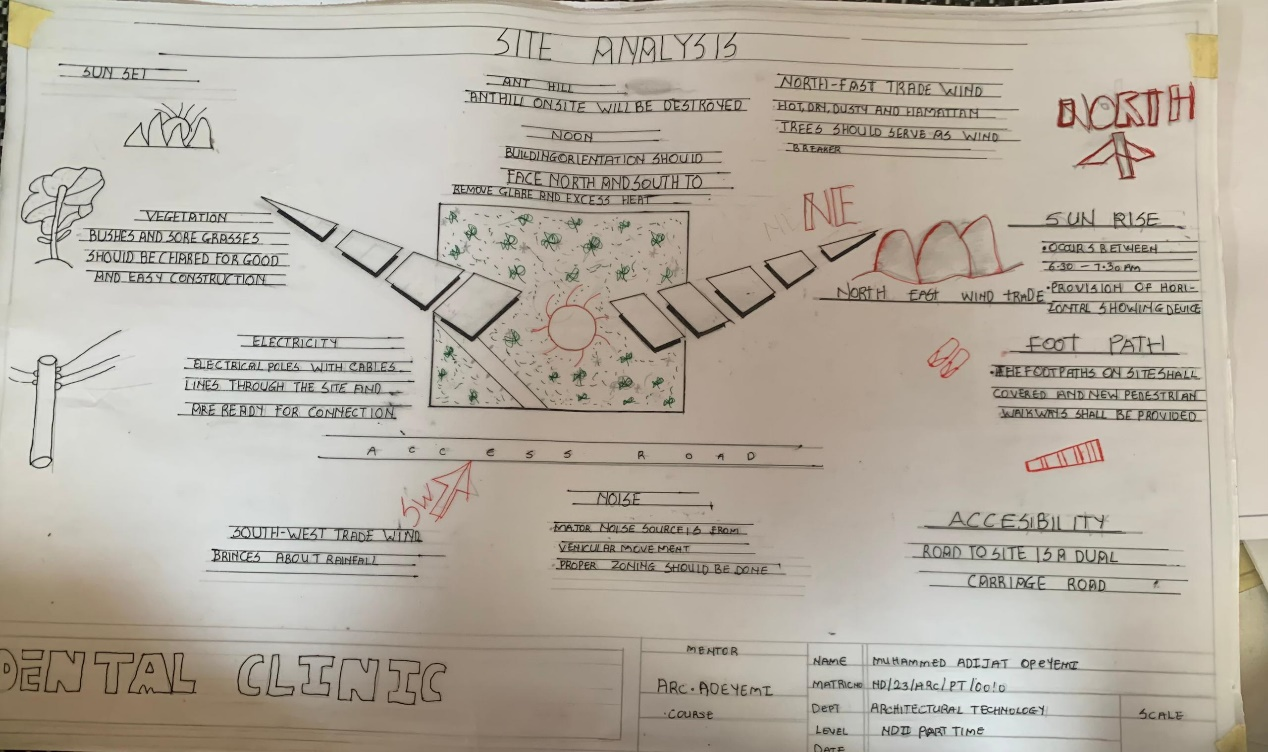 SITE ANALYSIS
SUN SET
ANT HILL
ANTHILL ONSITE WILL BE DESTROYED
NOON
BUILDING ORIENTATION SHOULD
FACE NORTH AND SOUTH TO
REMOVE GLARE AND EXCESS HEAT
NORTH-EAST TRADE WIND
HOT, DRY, DUSTY AND HAMATTAN
TREES SHOULD SERVE AS WIND
BREAKER
NORTH
VEGETATION
BUSHES AND SOBE GRASSES
SHOULD BE CLEARED FOR GOOD
AND EASY CONSTRUCTION
NE
NORTH EAST WIND TRADE
SUN RISE
•OCCURS BETWEEN
6:30 - 7:30 AM
•PROVISION OF HORI-
ZONTAL SHOWING DEVICE
ELECTRICITY
ELECTRICAL POLES WITH CABLES
LINES THROUGH THE SITE AND
ARE READY FOR CONNECTION
FOOT PATH
•THE FOOTPATHS ON SITE SHALL
COVERED AND NEW PEDESTRIAN
WALKWAYS SHALL BE PROVIDED
ACCESS ROAD
SW
SOUTH-WEST TRADE WIND
BRINCES ABOUT RAINFALL
NOISE
MAJOR NOISE SOURCE IS FROM
VEHICULAR MOVEMENT
PROPER ZONING SHOULD BE DONE
ACCESIBILITY
ROAD TO SITE IS A DUAL
CARRIAGE ROAD
DENTAL CLINIC
MENTOR
ARC. ADEYEMI
COURSE
NAME MUHAMMED ADIJAT OPEYEMI
MATRIC NO ND/23/ARC/PT/0010
DEPT ARCHITECTURAL TECHNOLOGY
LEVEL NDII PART TIME
DATE
SCALE